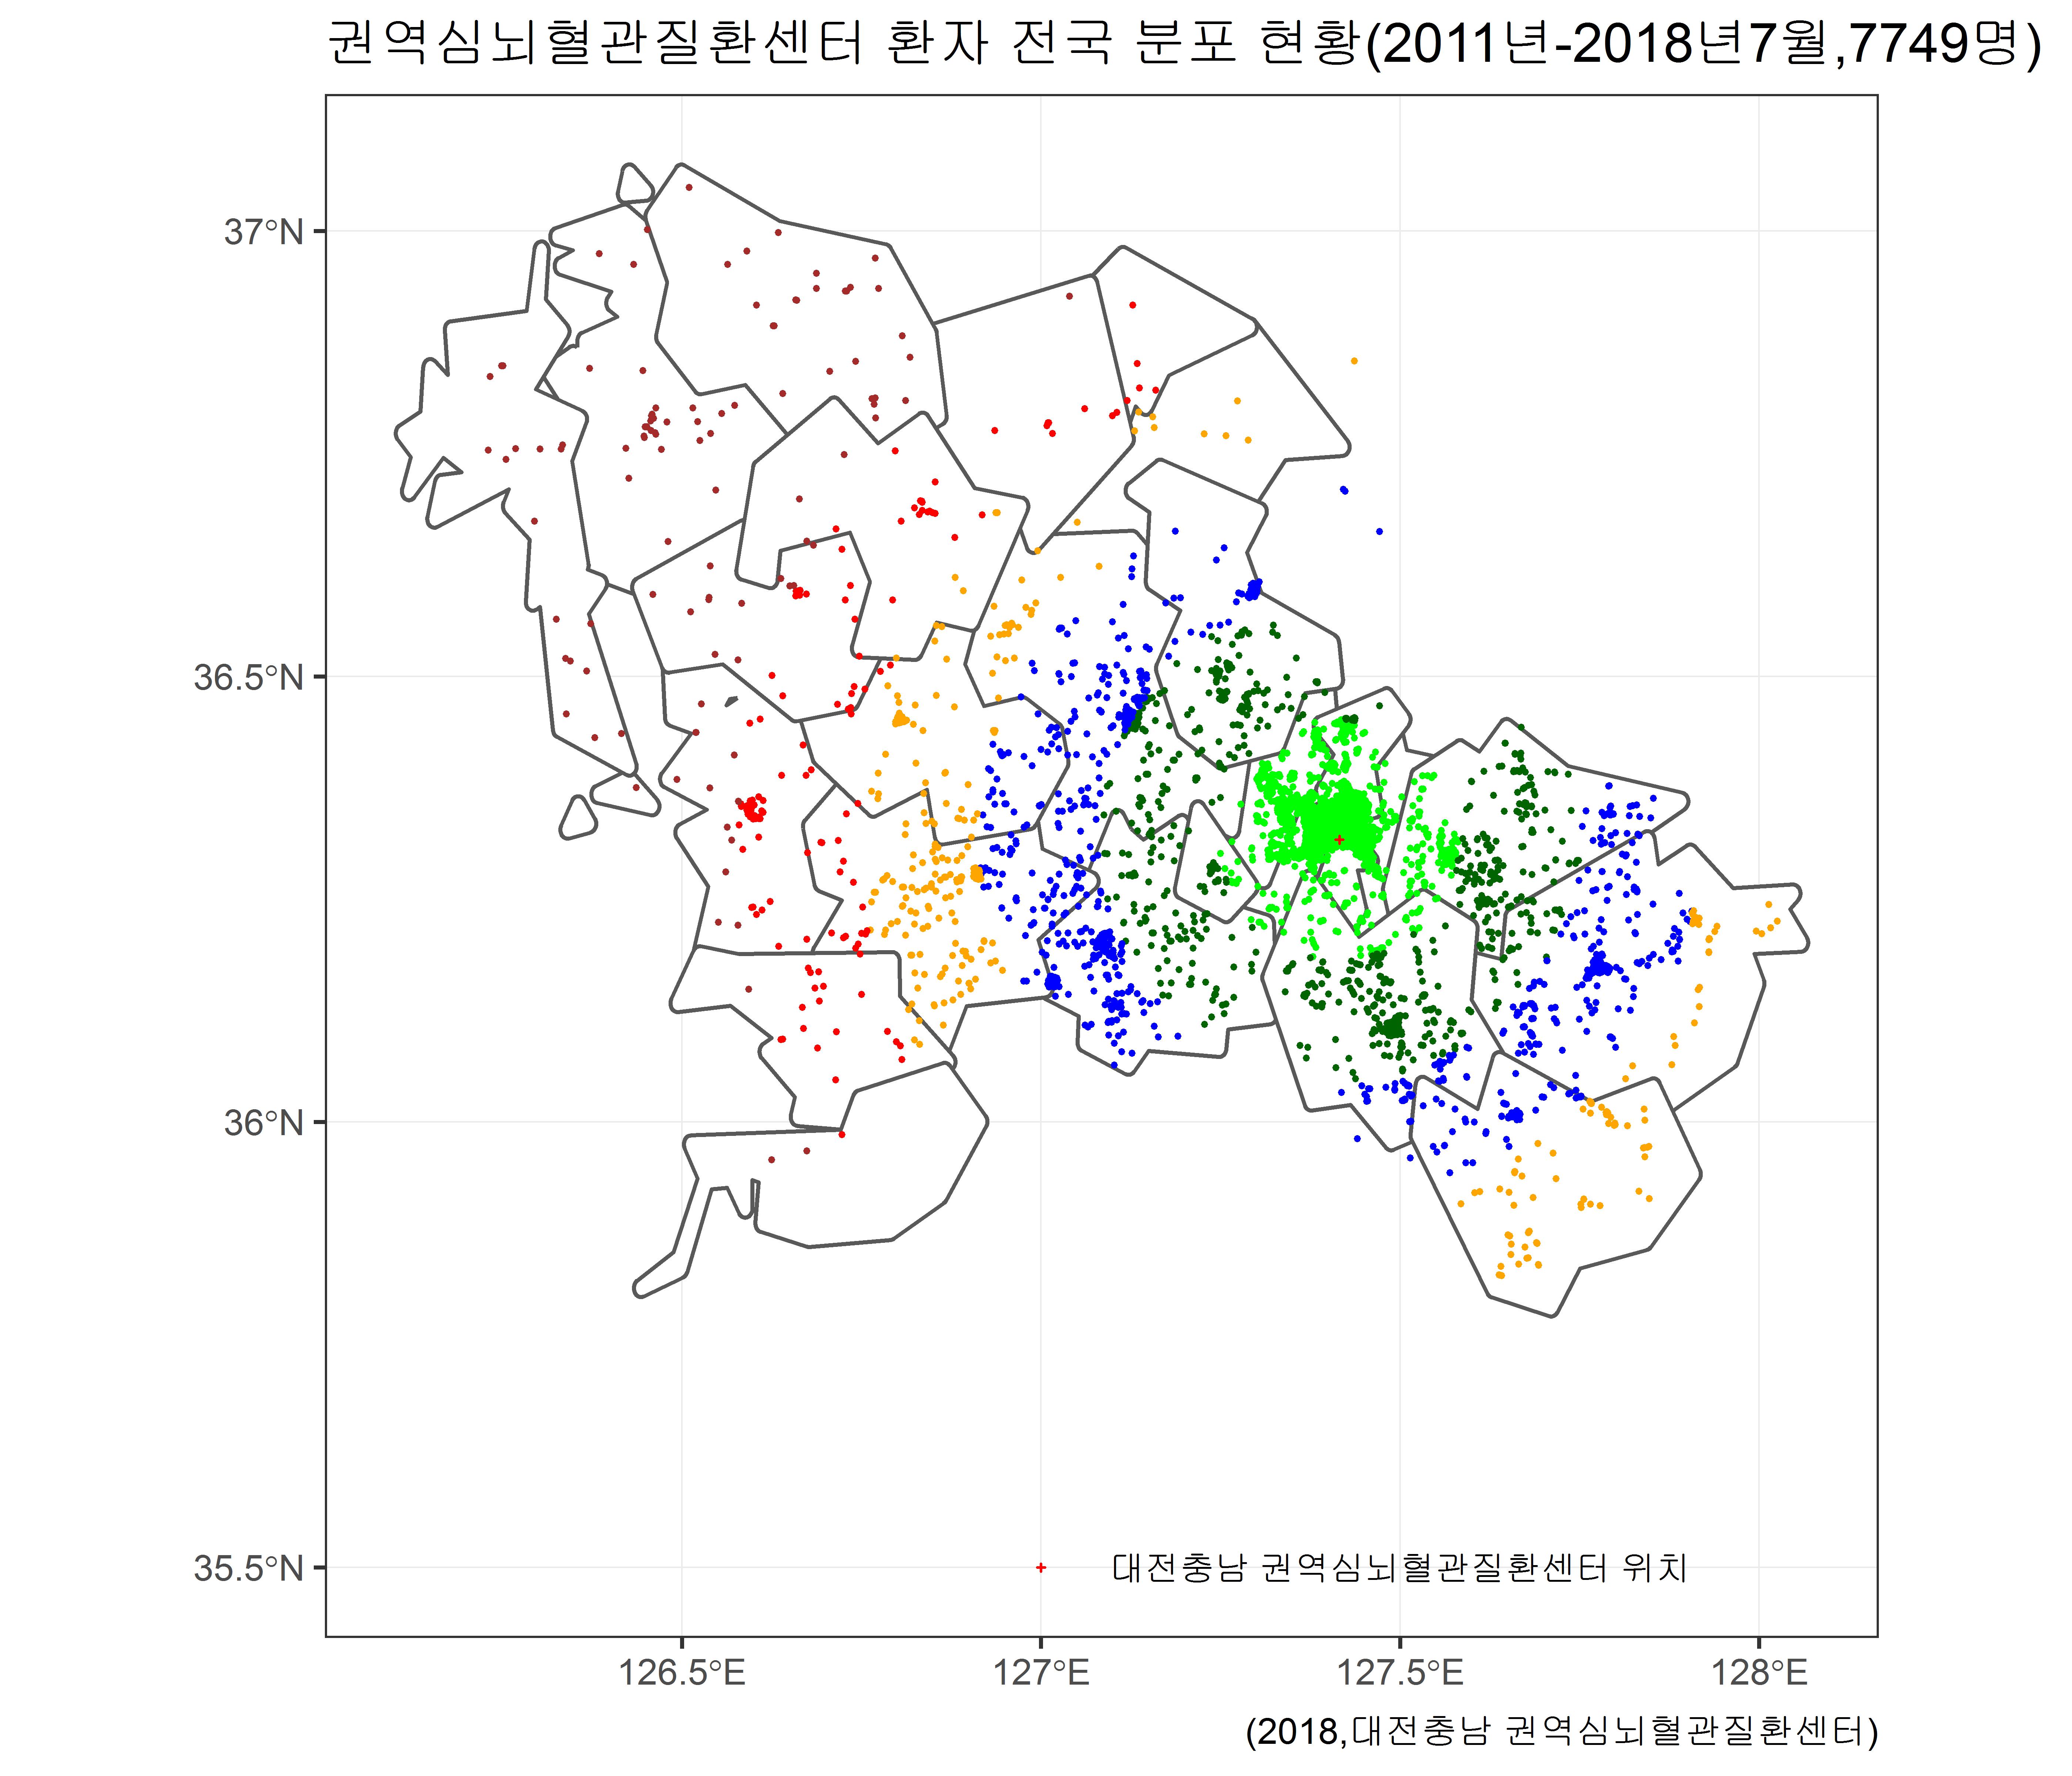 권역심뇌혈관질환센터 환자 전국 분포 현황(2011년-2018년7월,7749명)
37°N
36.5°N
36°N
35.5°N
대전충남 권역심뇌혈관질환센터 위치
126.5°E 127°E 127.5°E 128°E
(2018,대전충남 권역심뇌혈관질환센터)